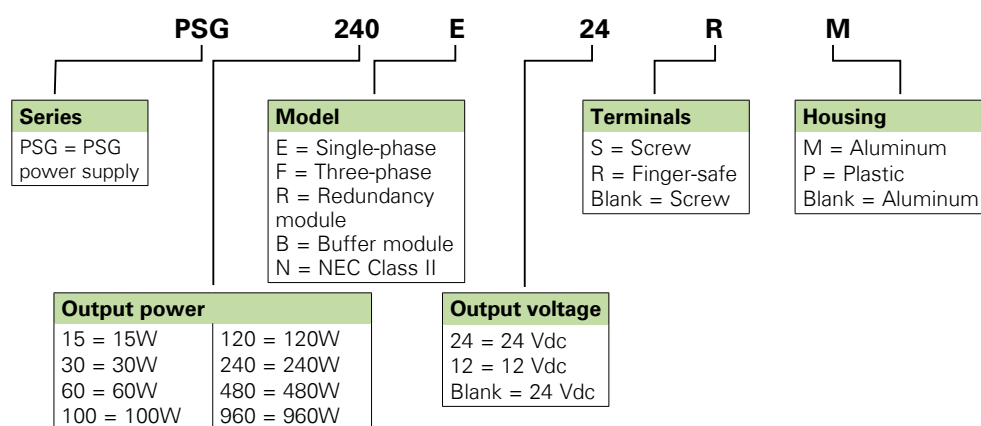 PSG 240 E 24 R M
Series
PSG = PSG
power supply
Model
E = Single-phase
F = Three-phase
R = Redundancy
module
B = Buffer module
N = NEC Class II
Terminals
S = Screw
R = Finger-safe
Blank = Screw
Housing
M = Aluminum
P = Plastic
Blank = Aluminum
Output power
15 = 15W 120 = 120W
30 = 30W 240 = 240W
60 = 60W 480 = 480W
100 = 100W 960 = 960W
Output voltage
24 = 24 Vdc
12 = 12 Vdc
Blank = 24 Vdc